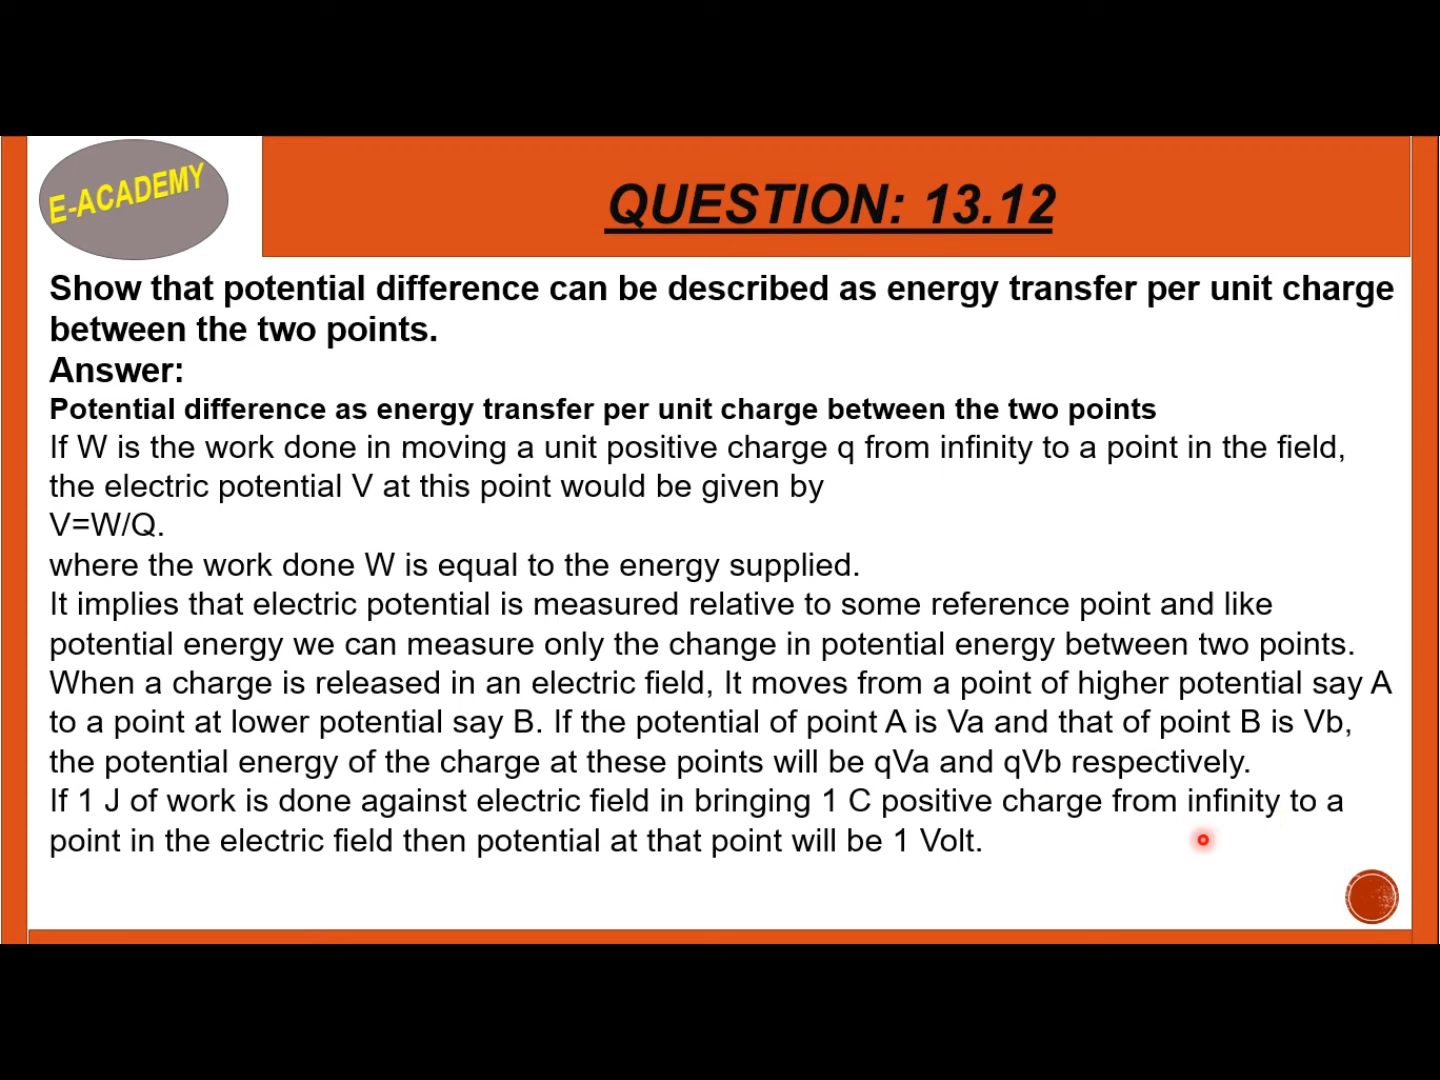 E-ACADEMY
QUESTION: 13.12
Show that potential difference can be described as energy transfer per unit charge
between the two points.
Answer:
Potential difference as energy transfer per unit charge between the two points
If W is the work done in moving a unit positive charge q from infinity to a point in the field,
the electric potential V at this point would be given by
V=W/Q.
where the work done W is equal to the energy supplied.
It implies that electric potential is measured relative to some reference point and like
potential energy we can measure only the change in potential energy between two points.
When a charge is released in an electric field, It moves from a point of higher potential say A
to a point at lower potential say B. If the potential of point A is Va and that of point B is Vb,
the potential energy of the charge at these points will be qVa and qVb respectively.
If 1 J of work is done against electric field in bringing 1 C positive charge from infinity to a
point in the electric field then potential at that point will be 1 Volt.